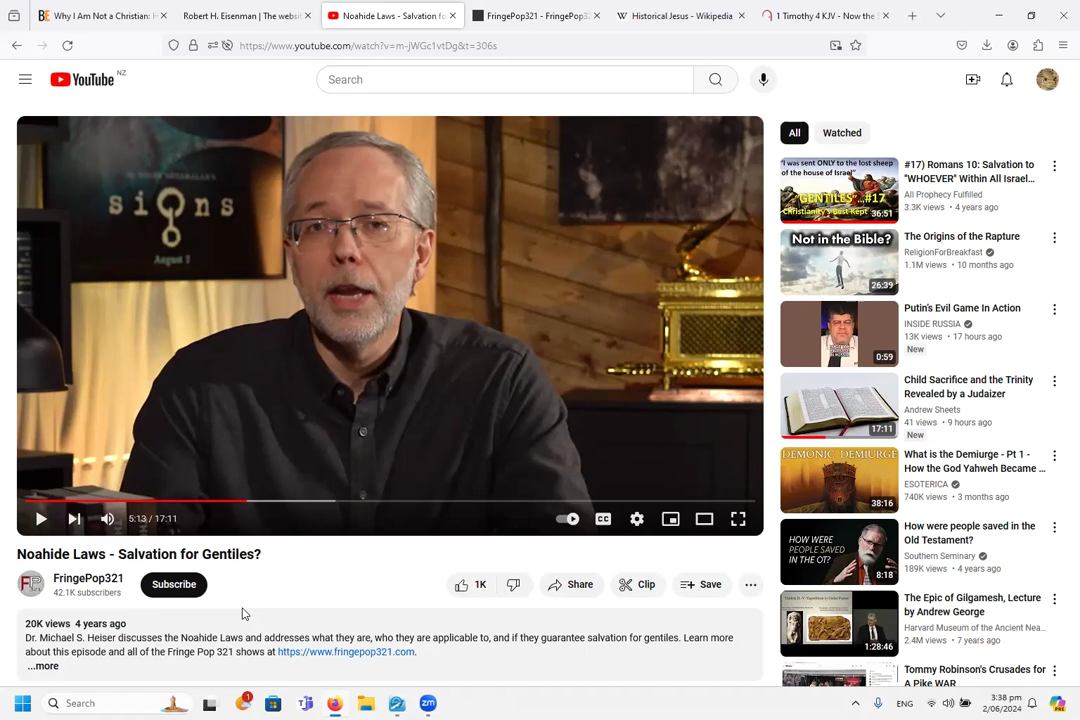 Why I Am Not a Christian: H
Robert H. Eisenman | The websit
Noahide Laws - Salvation for G
FringePop321 - FringePop32
Historical Jesus - Wikipedia
1 Timothy 4 KJV - Now the S
https://www.youtube.com/watch?v=m-jWGc1vtDg&t=306s
YouTube NZ
Search
All
Watched
signs
August 1
5:13 / 17:11
CC
Noahide Laws - Salvation for Gentiles?
FringePop321
42.1K subscribers
Subscribe
1K
Share
Clip
Save
20K views 4 years ago
Dr. Michael S. Heiser discusses the Noahide Laws and addresses what they are, who they are applicable to, and if they guarantee salvation for gentiles. Learn more
about this episode and all of the Fringe Pop 321 shows at https://www.fringepop321.com.
...more
"I was sent ONLY to the lost sheep
of the house of Israel"
"GENTILES"...#17
Christianity's Best Kept
36:51
#17) Romans 10: Salvation to
"WHOEVER" Within All Israel...
All Prophecy Fulfilled
3.3K views • 4 years ago
Not in the Bible?
26:39
The Origins of the Rapture
ReligionForBreakfast
1.1M views • 10 months ago
0:59
Putin's Evil Game In Action
INSIDE RUSSIA
13K views • 17 hours ago
New
17:11
Child Sacrifice and the Trinity
Revealed by a Judaizer
Andrew Sheets
41 views • 9 hours ago
New
DEMONIC DEMIURGE
38:16
What is the Demiurge - Pt 1 -
How the God Yahweh Became ...
ESOTERICA
740K views • 3 months ago
HOW WERE
PEOPLE SAVED
IN THE OT?
8:18
How were people saved in the
Old Testament?
Southern Seminary
189K views • 4 years ago
1:28:46
The Epic of Gilgamesh, Lecture
by Andrew George
Harvard Museum of the Ancient Nea...
2.4M views • 7 years ago
Tommy Robinson's Crusades for
A Pike WAR
Search
1
ENG
3:38 pm
2/06/2024